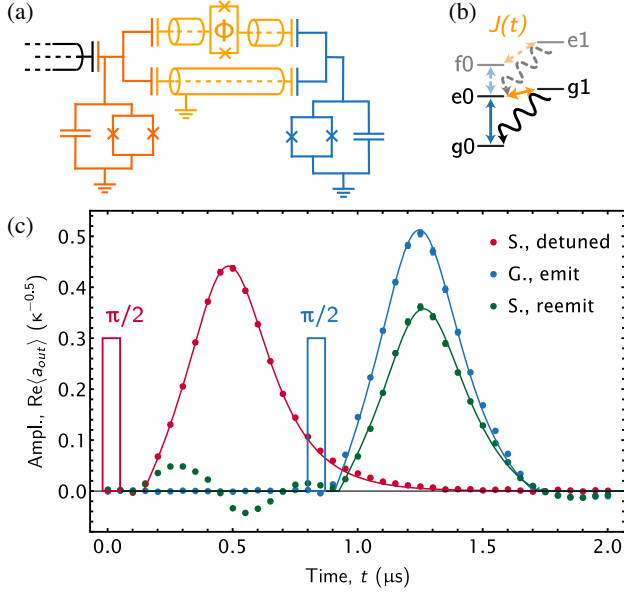 (a)
Φ
(b)
J(t)
f0
e1
e0
g1
g0
(c)
Ampl., Re⟨a_out⟩ (κ^-0.5)
0.5
0.4
0.3
0.2
0.1
0.0
π/2
π/2
S., detuned
G., emit
S., reemit
0.0 0.5 1.0 1.5 2.0
Time, t (μs)